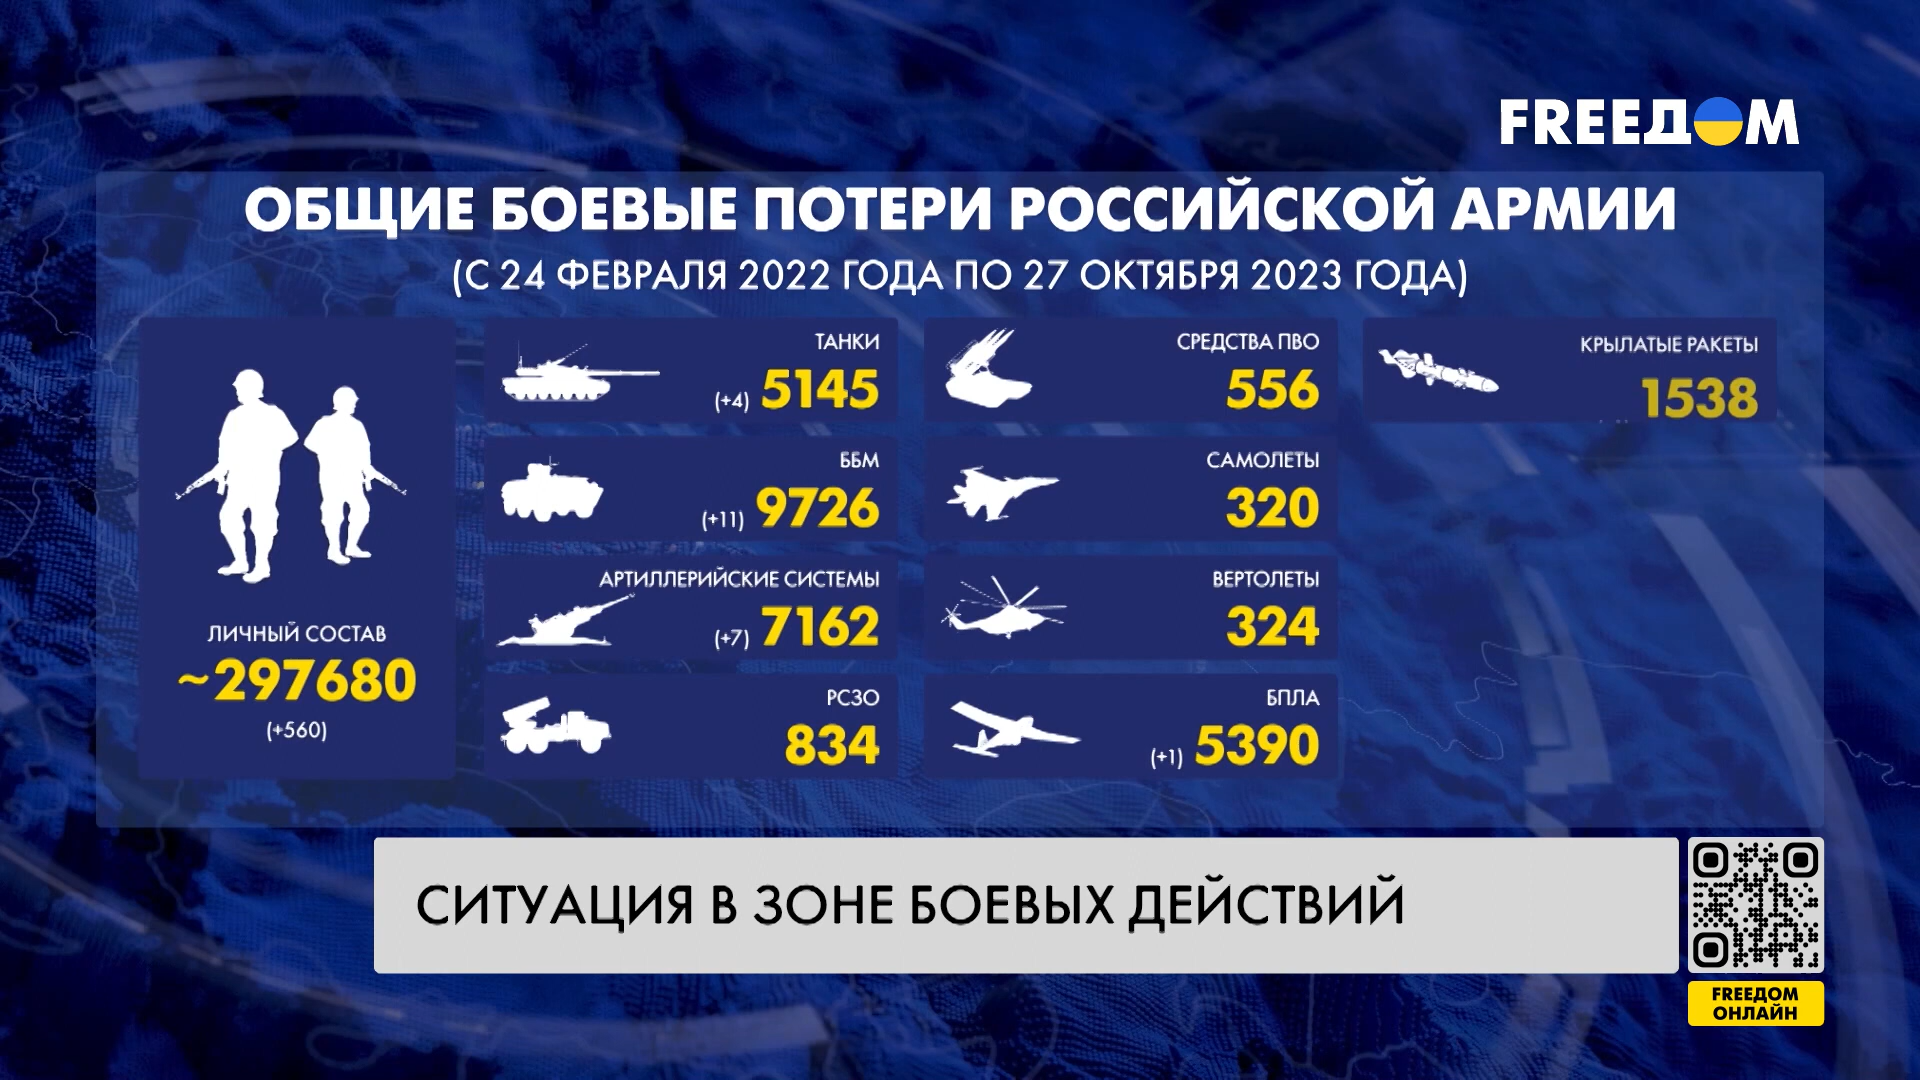 FREEДOM
ОБЩИЕ БОЕВЫЕ ПОТЕРИ РОССИЙСКОЙ АРМИИ
(С 24 ФЕВРАЛЯ 2022 ГОДА ПО 27 ОКТЯБРЯ 2023 ГОДА)
ЛИЧНЫЙ СОСТАВ
~297680
(+560)
ТАНКИ
(+4) 5145
ББМ
(+11) 9726
АРТИЛЛЕРИЙСКИЕ СИСТЕМЫ
(+7) 7162
РСЗО
834
СРЕДСТВА ПВО
556
САМОЛЕТЫ
320
ВЕРТОЛЕТЫ
324
БПЛА
(+1) 5390
КРЫЛАТЫЕ РАКЕТЫ
1538
СИТУАЦИЯ В ЗОНЕ БОЕВЫХ ДЕЙСТВИЙ
FREEДOM
ОНЛАЙН